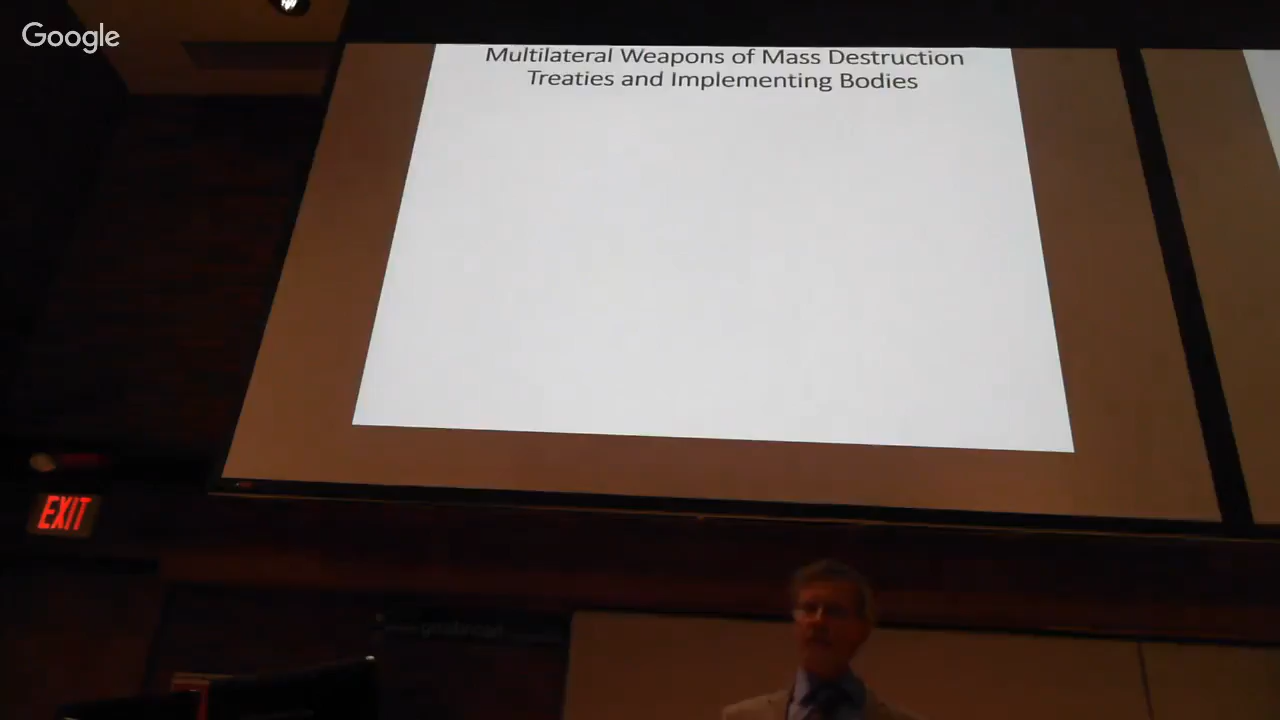 Google
Multilateral Weapons of Mass Destruction
Treaties and Implementing Bodies
EXIT